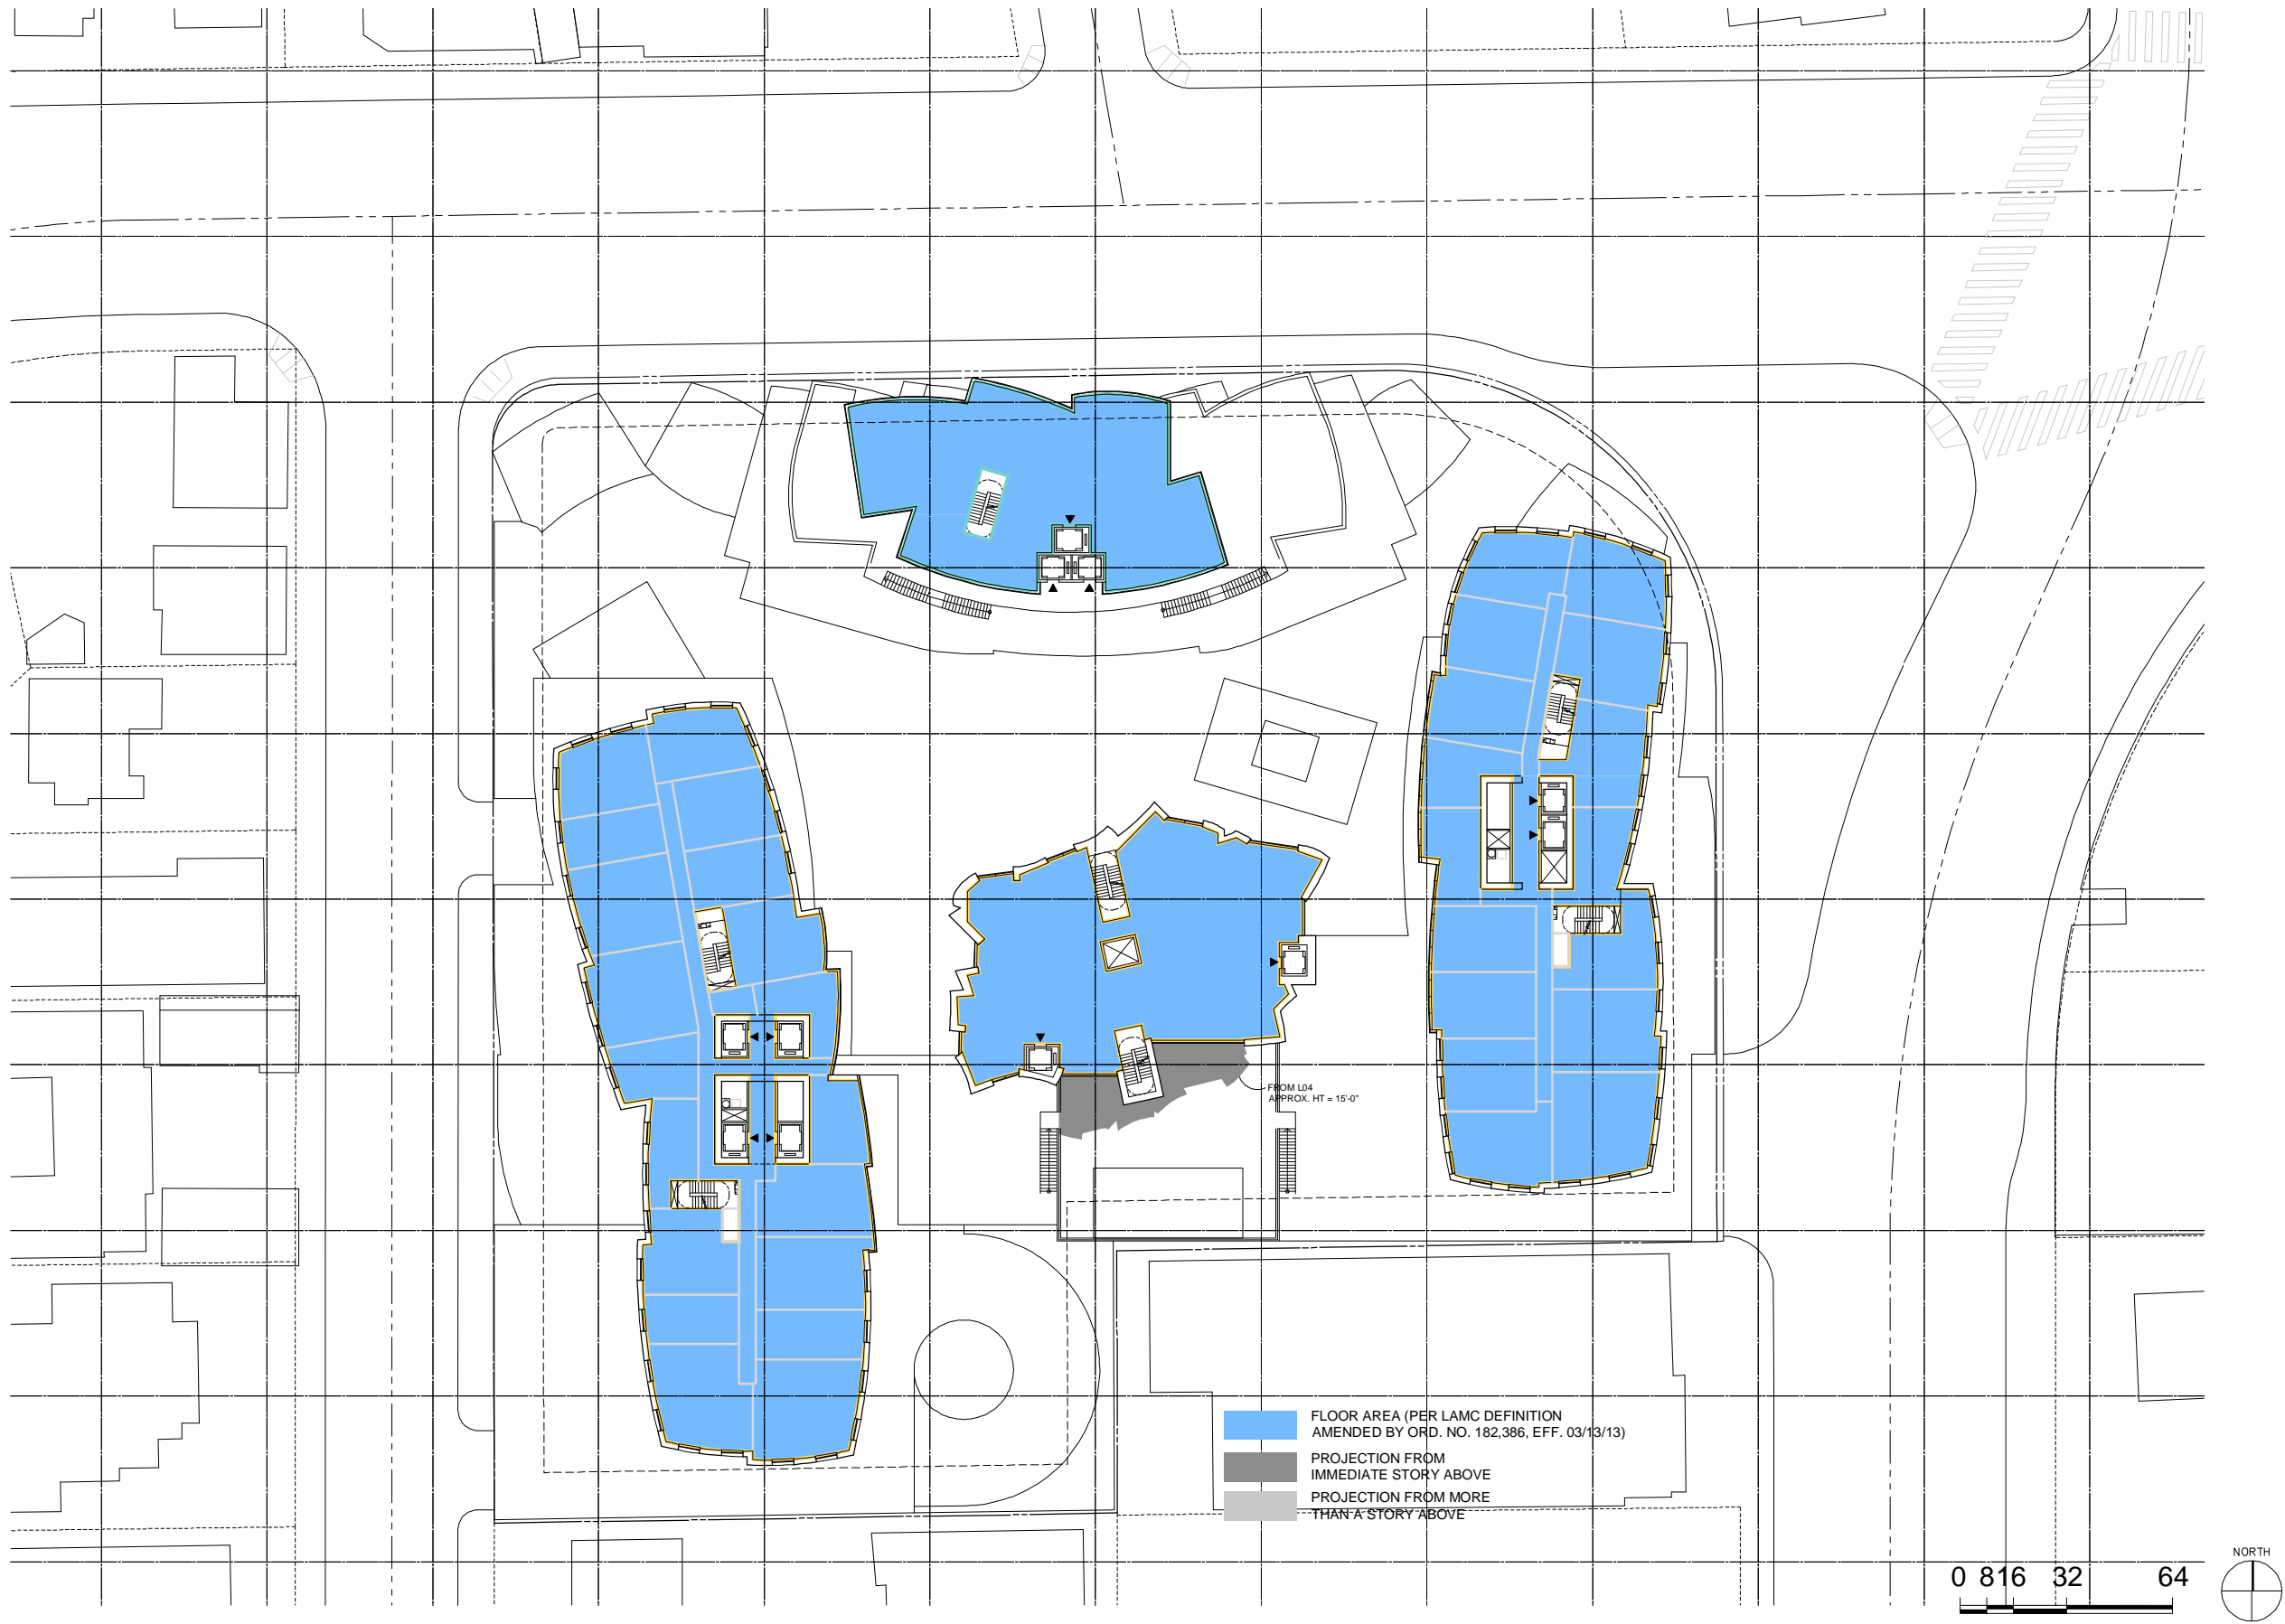 FROM L04
APPROX. HT = 15'-0"
FLOOR AREA (PER LAMC DEFINITION
AMENDED BY ORD. NO. 182,386, EFF. 03/13/13)
PROJECTION FROM
IMMEDIATE STORY ABOVE
PROJECTION FROM MORE
THAN A STORY ABOVE
NORTH
0 8 16 32 64